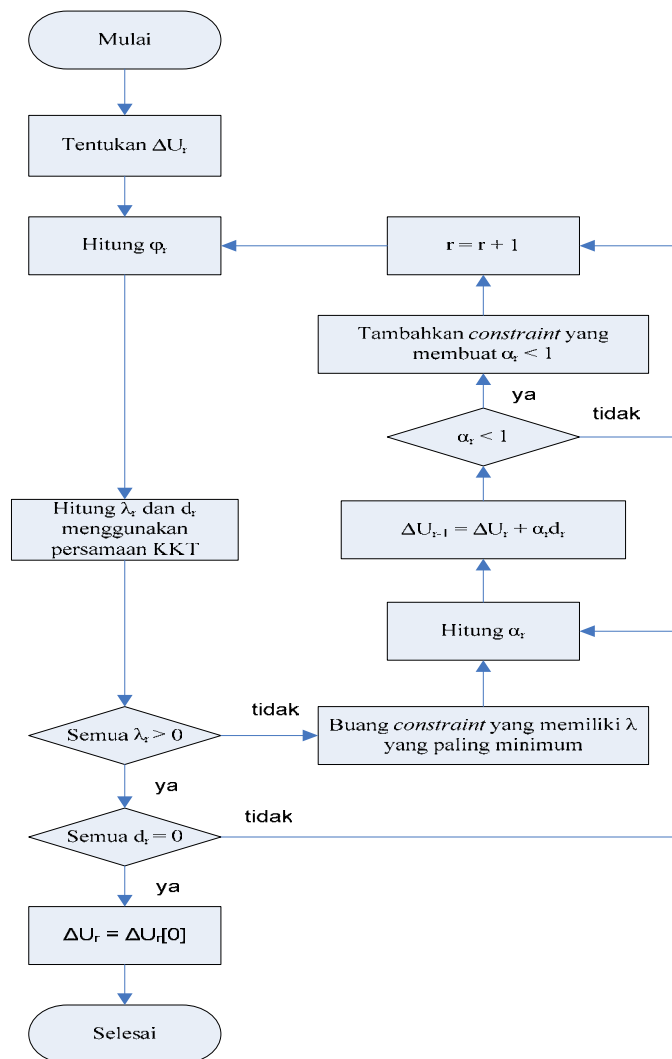 Mulai
Tentukan ΔUᵣ
Hitung φᵣ
r = r + 1
Tambahkan constraint yang
membuat αᵣ < 1
ya
tidak
αᵣ < 1
Hitung λᵣ dan dᵣ
menggunakan
persamaan KKT
ΔUᵣ₋₁ = ΔUᵣ + αᵣdᵣ
Hitung αᵣ
tidak
Semua λᵣ > 0
Buang constraint yang memiliki λ
yang paling minimum
ya
tidak
Semua dᵣ = 0
ya
ΔUᵣ = ΔUᵣ[0]
Selesai